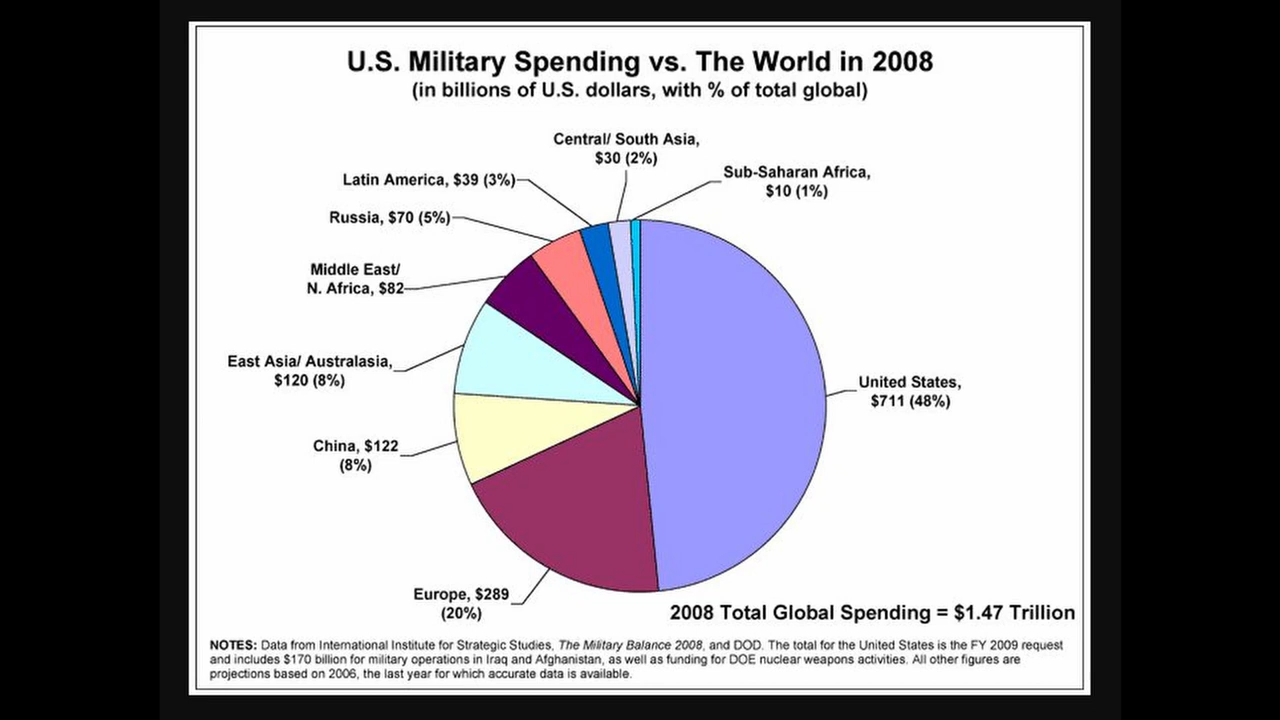 U.S. Military Spending vs. The World in 2008
(in billions of U.S. dollars, with % of total global)
Central/ South Asia,
$30 (2%)
Sub-Saharan Africa,
$10 (1%)
Latin America, $39 (3%)
Russia, $70 (5%)
Middle East/
N. Africa, $82
East Asia/ Australasia,
$120 (8%)
United States,
$711 (48%)
China, $122
(8%)
Europe, $289
(20%)
2008 Total Global Spending = $1.47 Trillion
NOTES: Data from International Institute for Strategic Studies, The Military Balance 2008, and DOD. The total for the United States is the FY 2009 request
and includes $170 billion for military operations in Iraq and Afghanistan, as well as funding for DOE nuclear weapons activities. All other figures are
projections based on 2006, the last year for which accurate data is available.